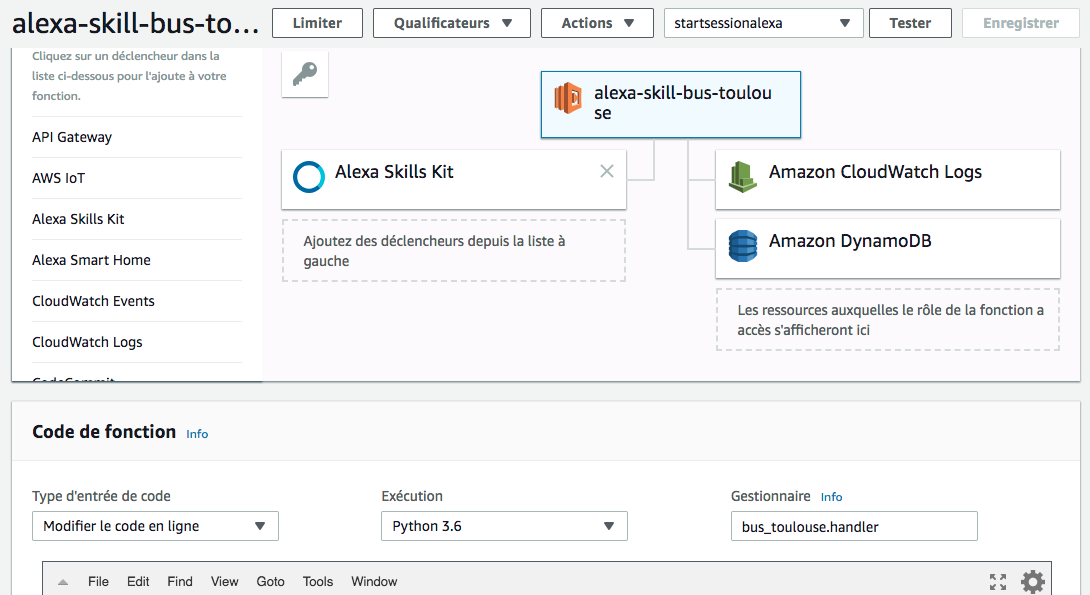 alexa-skill-bus-to...
Limiter
Qualificateurs
Actions
startsessionalexa
Tester
Enregistrer
Cliquez sur un déclencheur dans la
liste ci-dessous pour l'ajoute à votre
fonction.
API Gateway
AWS IoT
Alexa Skills Kit
Alexa Smart Home
CloudWatch Events
CloudWatch Logs
CodeCommit
alexa-skill-bus-toulou
se
Alexa Skills Kit
Ajoutez des déclencheurs depuis la liste à
gauche
Amazon CloudWatch Logs
Amazon DynamoDB
Les ressources auxquelles le rôle de la fonction a
accès s'afficheront ici
Code de fonction Info
Type d'entrée de code
Modifier le code en ligne
Exécution
Python 3.6
Gestionnaire Info
bus_toulouse.handler
File Edit Find View Goto Tools Window